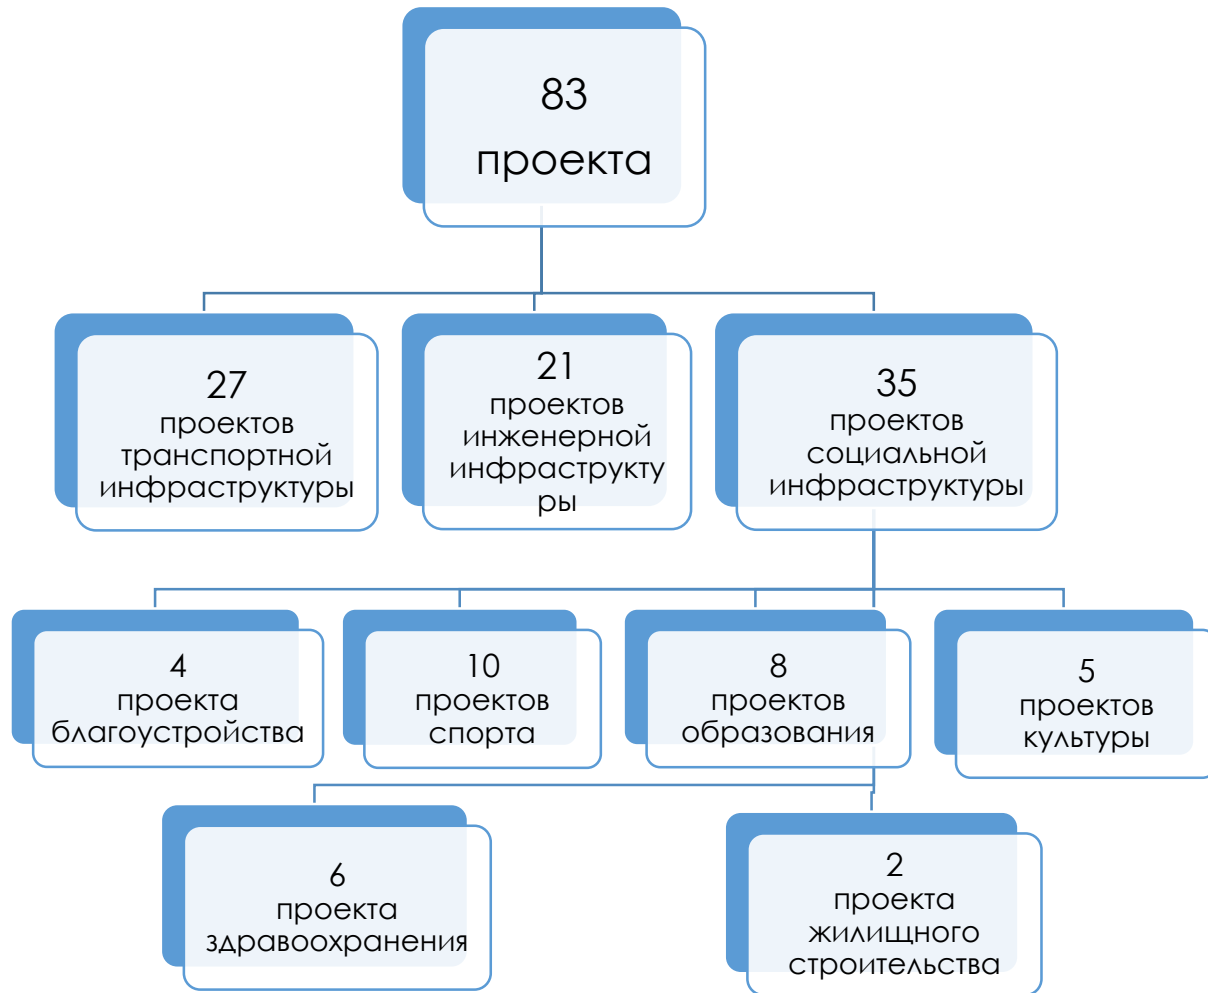 83
проекта
27
проектов
транспортной
инфраструктуры
21
проектов
инженерной
инфраструкту
ры
35
проектов
социальной
инфраструктуры
4
проекта
благоустройства
10
проектов
спорта
8
проектов
образования
5
проектов
культуры
6
проекта
здравоохранения
2
проекта
жилищного
строительства